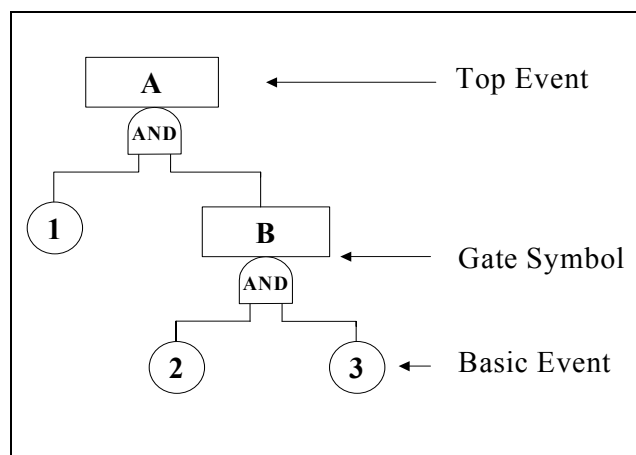 A
Top Event
AND
1
B
Gate Symbol
AND
2
3
Basic Event